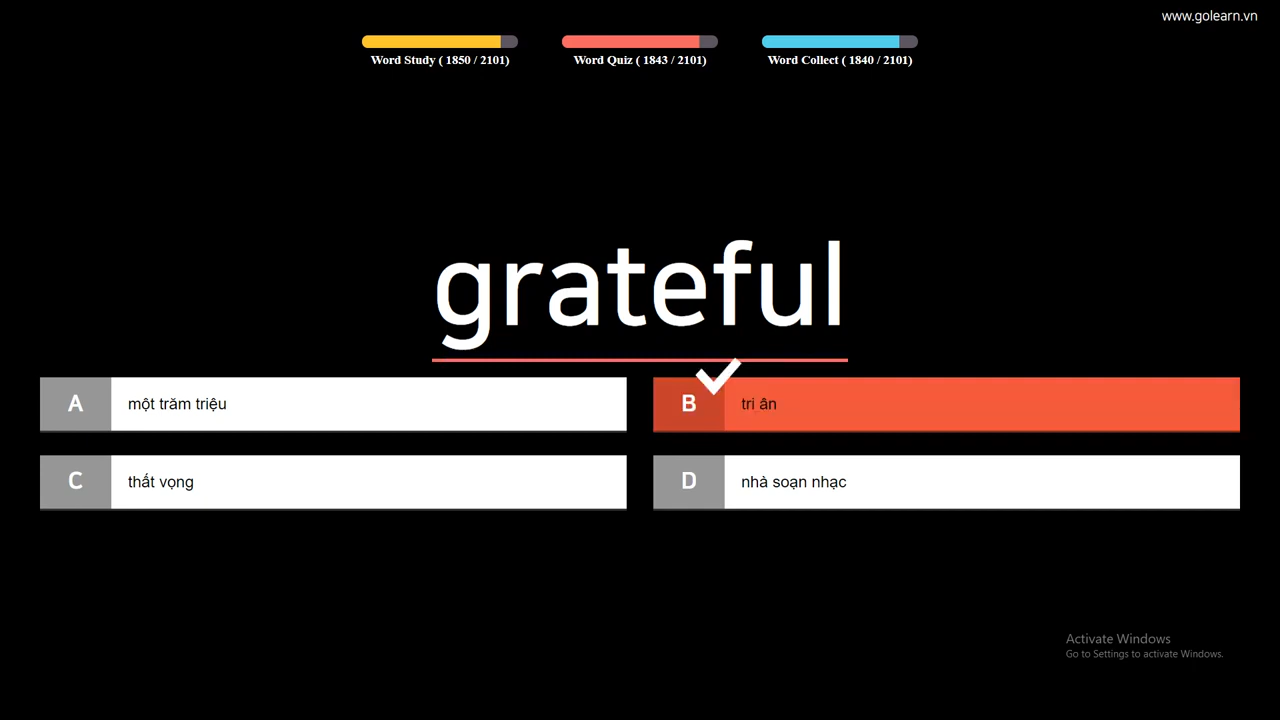 www.golearn.vn
Word Study ( 1850 / 2101)
Word Quiz ( 1843 / 2101)
Word Collect ( 1840 / 2101)
grateful
A một trăm triệu
B tri ân
C thất vọng
D nhà soạn nhạc
Activate Windows
Go to Settings to activate Windows.